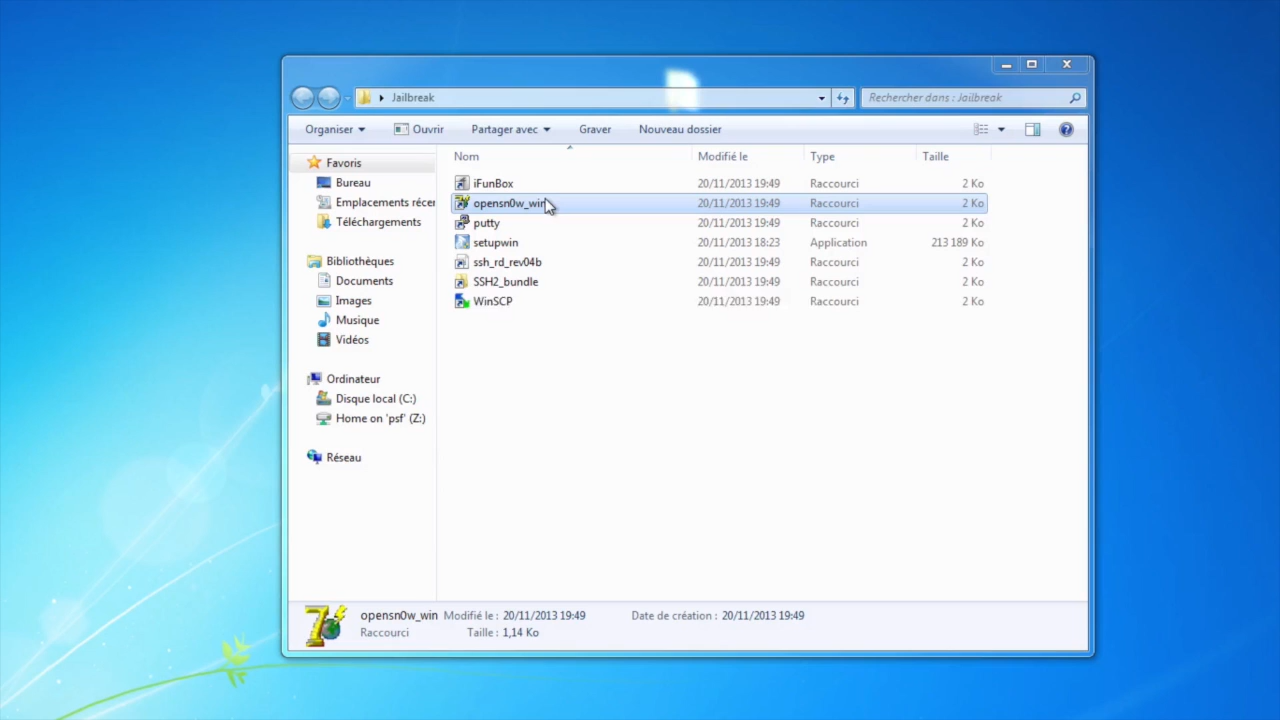 Jailbreak
Rechercher dans : Jailbreak
Organiser Ouvrir Partager avec Graver Nouveau dossier
Favoris
Bureau
Emplacements récer
Téléchargements
Bibliothèques
Documents
Images
Musique
Vidéos
Ordinateur
Disque local (C:)
Home on 'psf' (Z:)
Réseau
Nom Modifié le Type Taille
iFunBox 20/11/2013 19:49 Raccourci 2 Ko
opensn0w_win 20/11/2013 19:49 Raccourci 2 Ko
putty 20/11/2013 19:49 Raccourci 2 Ko
setupwin 20/11/2013 18:23 Application 213 189 Ko
ssh_rd_rev04b 20/11/2013 19:49 Raccourci 2 Ko
SSH2_bundle 20/11/2013 19:49 Raccourci 2 Ko
WinSCP 20/11/2013 19:49 Raccourci 2 Ko
opensn0w_win Modifié le : 20/11/2013 19:49 Date de création : 20/11/2013 19:49
Raccourci Taille : 1,14 Ko